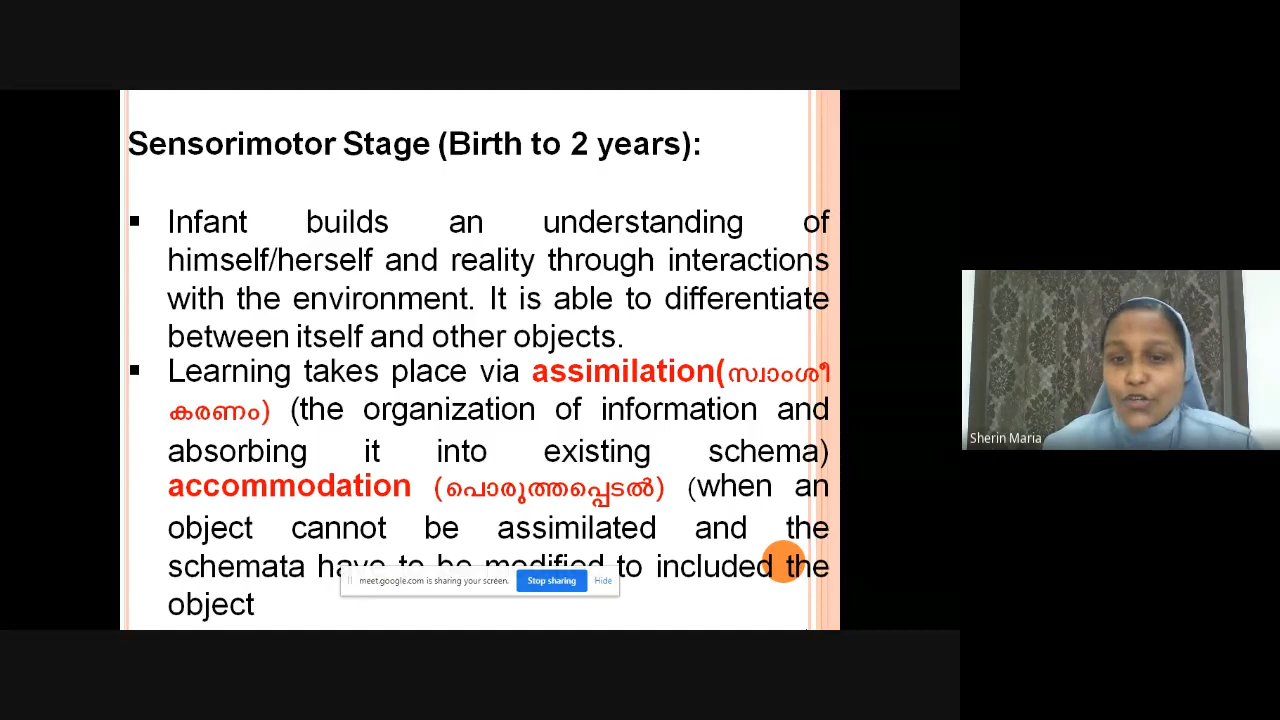 Sensorimotor Stage (Birth to 2 years):
▪ Infant builds an understanding of
himself/herself and reality through interactions
with the environment. It is able to differentiate
between itself and other objects.
▪ Learning takes place via assimilation(സ്വാംശീ
കരണം) (the organization of information and
absorbing it into existing schema)
accommodation (പൊരുത്തപ്പെടൽ) (when an
object cannot be assimilated and the
schemata have to be modified to included the
meet.google.com is sharing your screen. Stop sharing Hide
object
Sherin Maria